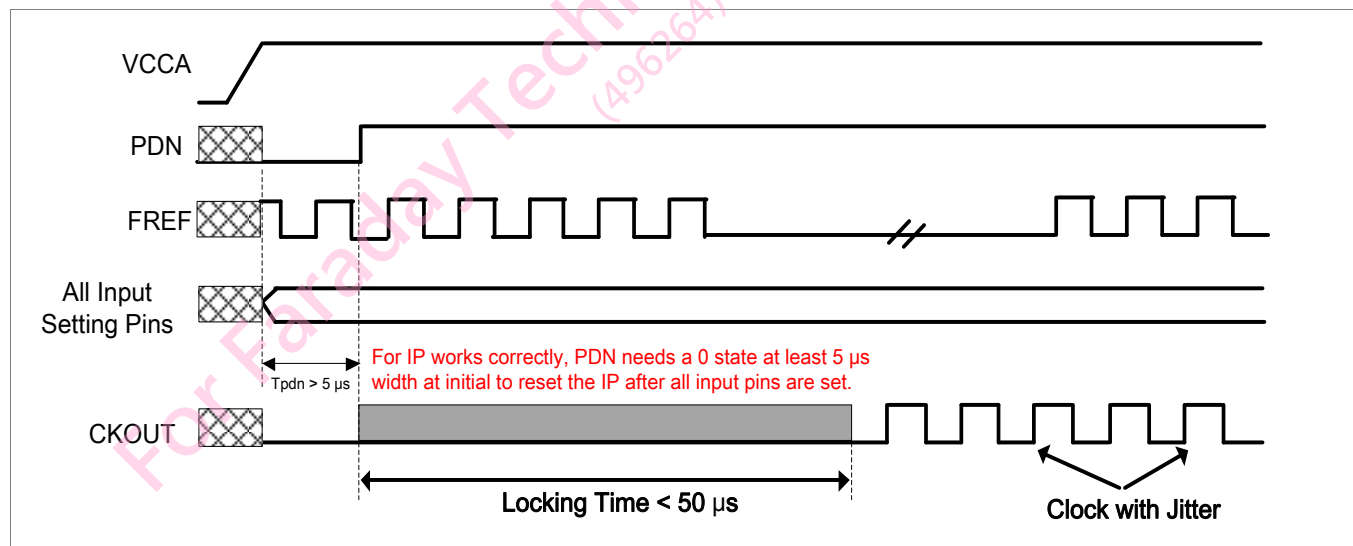 VCCA
PDN
FREF
All Input
Setting Pins
Tpdn > 5 µs
For IP works correctly, PDN needs a 0 state at least 5 µs
width at initial to reset the IP after all input pins are set.
CKOUT
Locking Time < 50 µs
Clock with Jitter
For Faraday Techn
(496264)